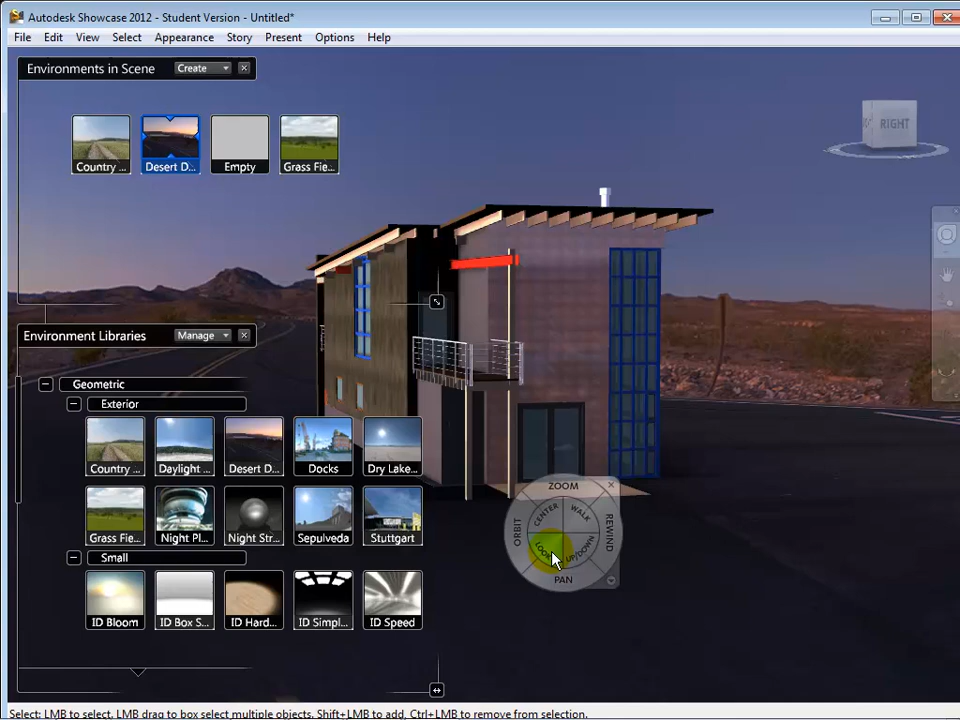 Autodesk Showcase 2012 - Student Version - Untitled*
File Edit View Select Appearance Story Present Options Help
Environments in Scene Create
RIGHT
Country ... Desert D... Empty Grass Fie...
Environment Libraries Manage
Geometric
Exterior
Country ... Daylight ... Desert D... Docks Dry Lake...
Grass Fie... Night Pl... Night Str... Sepulveda Stuttgart
ZOOM
CENTER WALK
ORBIT REWIND
LOOK UP/DOWN
PAN
Small
ID Bloom ID Box S... ID Hard... ID Simpl... ID Speed
Select: LMB to select. LMB drag to box select multiple objects. Shift+LMB to add, Ctrl+LMB to remove from selection.